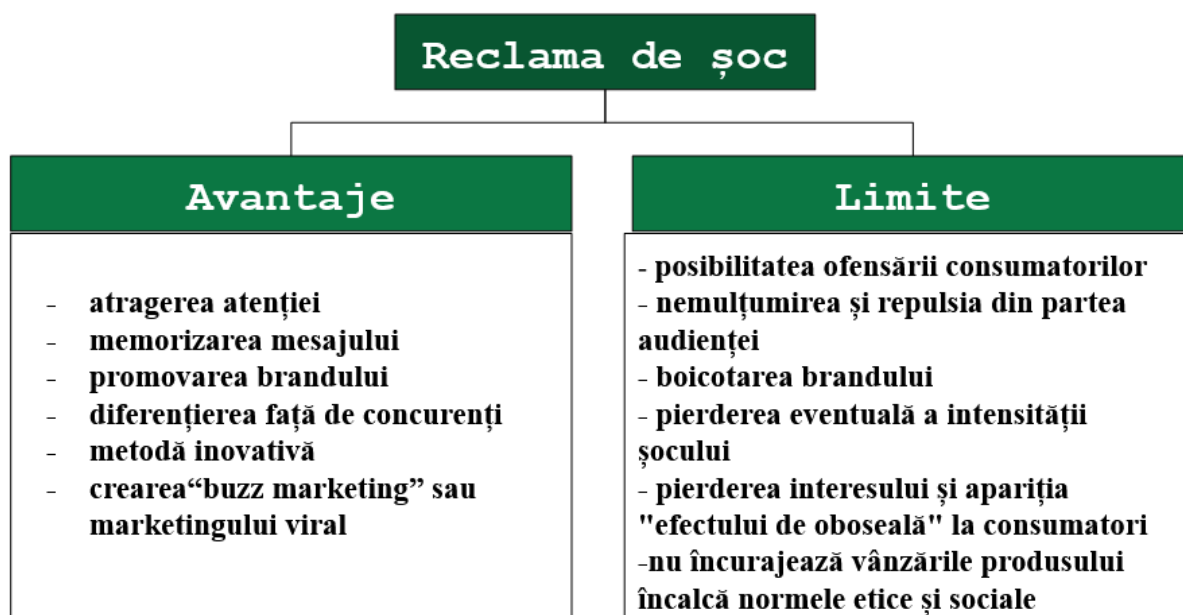 Reclama de șoc
Avantaje
- atragerea atenției
- memorizarea mesajului
- promovarea brandului
- diferențierea față de concurenți
- metodă inovativă
- crearea“buzz marketing” sau
marketingului viral
Limite
- posibilitatea ofensării consumatorilor
- nemulțumirea și repulsia din partea
audienței
- boicotarea brandului
- pierderea eventuală a intensității
șocului
- pierderea interesului și apariția
"efectului de oboseală" la consumatori
-nu încurajează vânzările produsului
încalcă normele etice și sociale